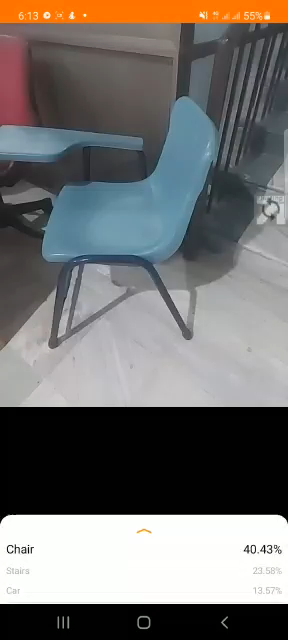 6:13 55%
Chair 40.43%
Stairs 23.58%
Car 13.57%